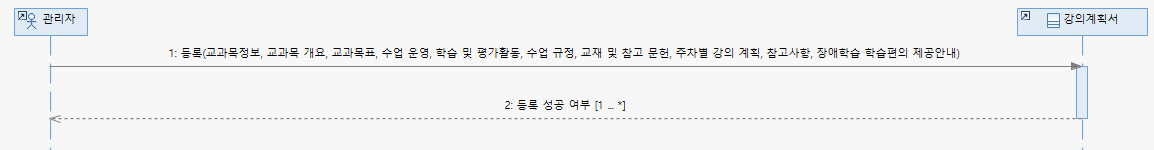 관리자
강의계획서
1: 등록(교과목정보, 교과목 개요, 교과목표, 수업 운영, 학습 및 평가활동, 수업 규정, 교재 및 참고 문헌, 주차별 강의 계획, 참고사항, 장애학습 학습편의 제공안내)
2: 등록 성공 여부 [1 ... *]